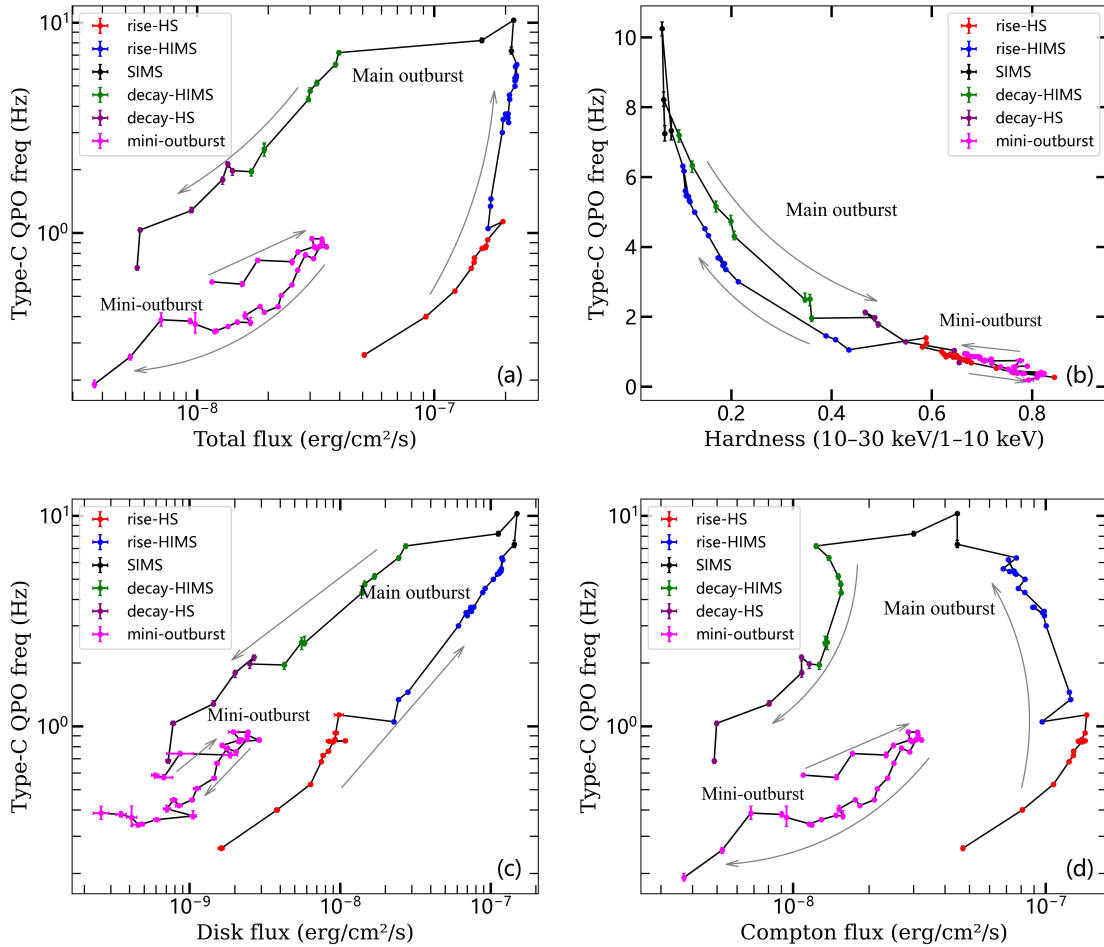 10¹
10⁰
Type-C QPO freq (Hz)
rise-HS
rise-HIMS
SIMS
decay-HIMS
decay-HS
mini-outburst
Main outburst
Mini-outburst
(a)
10⁻⁸
10⁻⁷
Total flux (erg/cm²/s)
10
8
6
4
2
0
Type-C QPO freq (Hz)
rise-HS
rise-HIMS
SIMS
decay-HIMS
decay-HS
mini-outburst
Main outburst
Mini-outburst
(b)
0.2
0.4
0.6
0.8
Hardness (10–30 keV/1–10 keV)
10¹
10⁰
Type-C QPO freq (Hz)
rise-HS
rise-HIMS
SIMS
decay-HIMS
decay-HS
mini-outburst
Main outburst
Mini-outburst
(c)
10⁻⁹
10⁻⁸
10⁻⁷
Disk flux (erg/cm²/s)
10¹
10⁰
Type-C QPO freq (Hz)
rise-HS
rise-HIMS
SIMS
decay-HIMS
decay-HS
mini-outburst
Main outburst
Mini-outburst
(d)
10⁻⁸
10⁻⁷
Compton flux (erg/cm²/s)